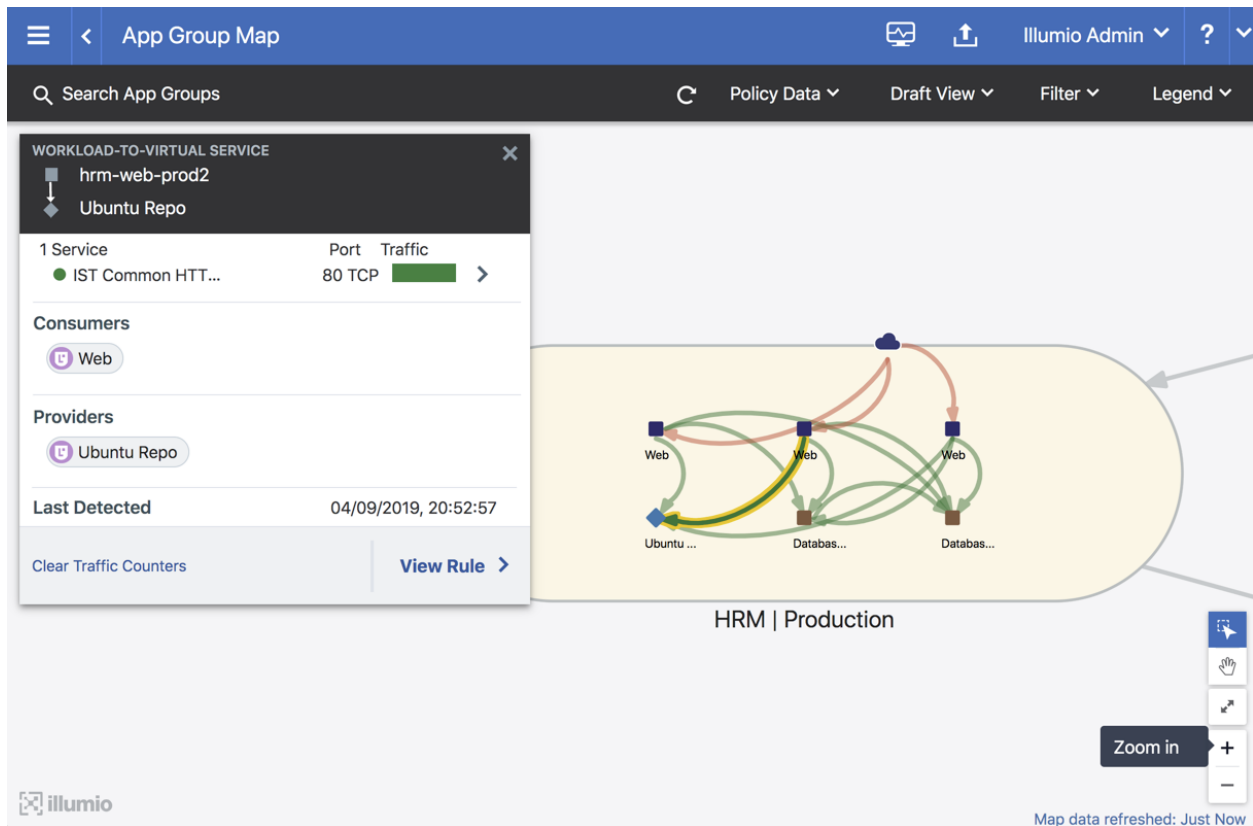 App Group Map
Illumio Admin
?
Search App Groups
Policy Data
Draft View
Filter
Legend
WORKLOAD-TO-VIRTUAL SERVICE
hrm-web-prod2
Ubuntu Repo
1 Service Port Traffic
IST Common HTT... 80 TCP
Consumers
Web
Providers
Ubuntu Repo
Last Detected 04/09/2019, 20:52:57
Clear Traffic Counters
View Rule
Web Web Web
Ubuntu ... Databas... Databas...
HRM | Production
Zoom in
+
−
illumio
Map data refreshed: Just Now